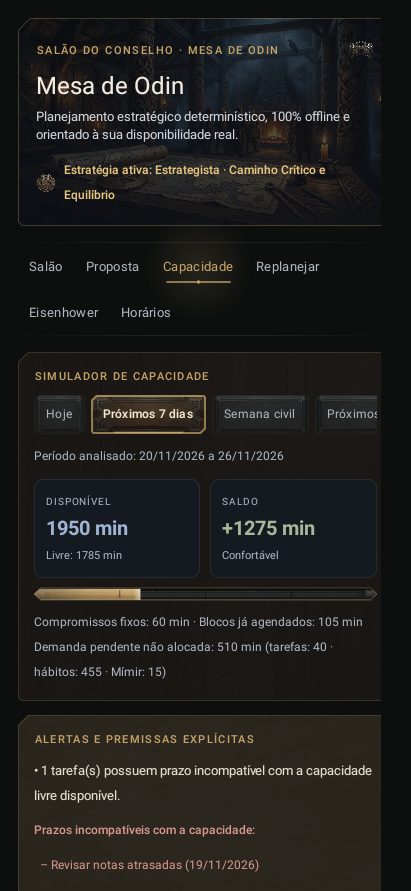 SALÃO DO CONSELHO · MESA DE ODIN
Mesa de Odin
Planejamento estratégico determinístico, 100% offline e
orientado à sua disponibilidade real.
Estratégia ativa: Estrategista · Caminho Crítico e
Equilíbrio
Salão Proposta Capacidade Replanejar
Eisenhower Horários
SIMULADOR DE CAPACIDADE
Hoje Próximos 7 dias Semana civil Próximos
Período analisado: 20/11/2026 a 26/11/2026
DISPONÍVEL SALDO
1950 min +1275 min
Livre: 1785 min Confortável
Compromissos fixos: 60 min · Blocos já agendados: 105 min
Demanda pendente não alocada: 510 min (tarefas: 40 ·
hábitos: 455 · Mímir: 15)
ALERTAS E PREMISSAS EXPLÍCITAS
• 1 tarefa(s) possuem prazo incompatível com a capacidade
livre disponível.
Prazos incompatíveis com a capacidade:
– Revisar notas atrasadas (19/11/2026)